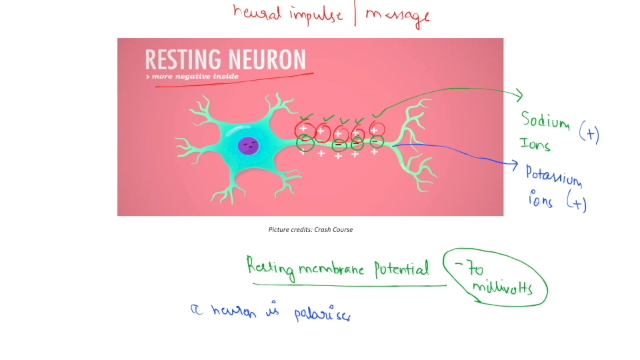 neural impulse | message
RESTING NEURON
> more negative inside
Sodium (+)
Ions
Potassium
ions (+)
Picture credits: Crash Course
Resting membrane Potential
-70
millivolts
a neuron is polarise